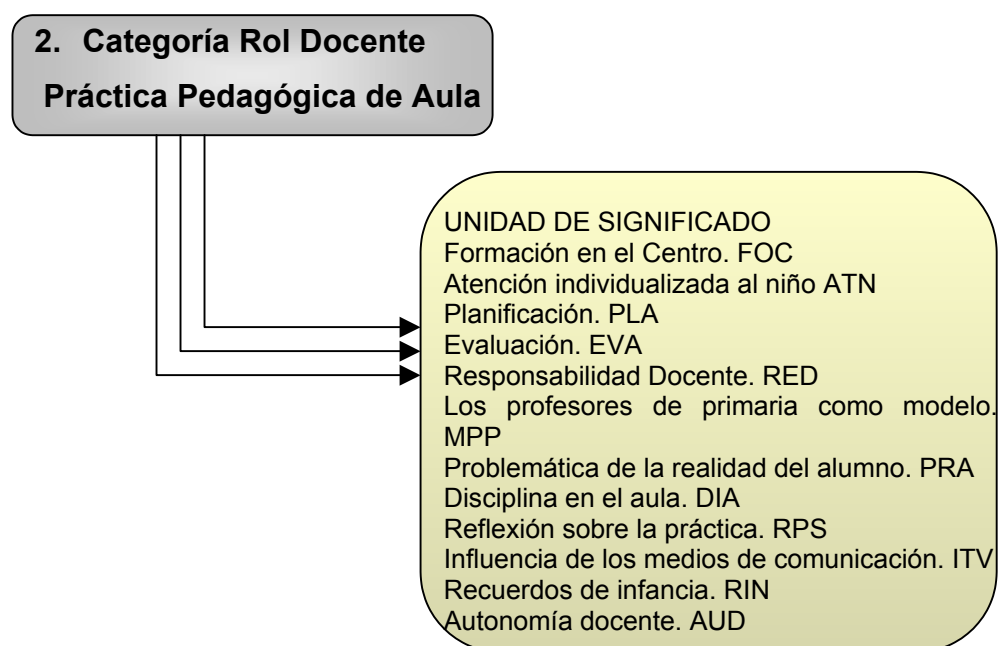 2. Categoría Rol Docente
Práctica Pedagógica de Aula
UNIDAD DE SIGNIFICADO
Formación en el Centro. FOC
Atención individualizada al niño ATN
Planificación. PLA
Evaluación. EVA
Responsabilidad Docente. RED
Los profesores de primaria como modelo.
MPP
Problemática de la realidad del alumno. PRA
Disciplina en el aula. DIA
Reflexión sobre la práctica. RPS
Influencia de los medios de comunicación. ITV
Recuerdos de infancia. RIN
Autonomía docente. AUD